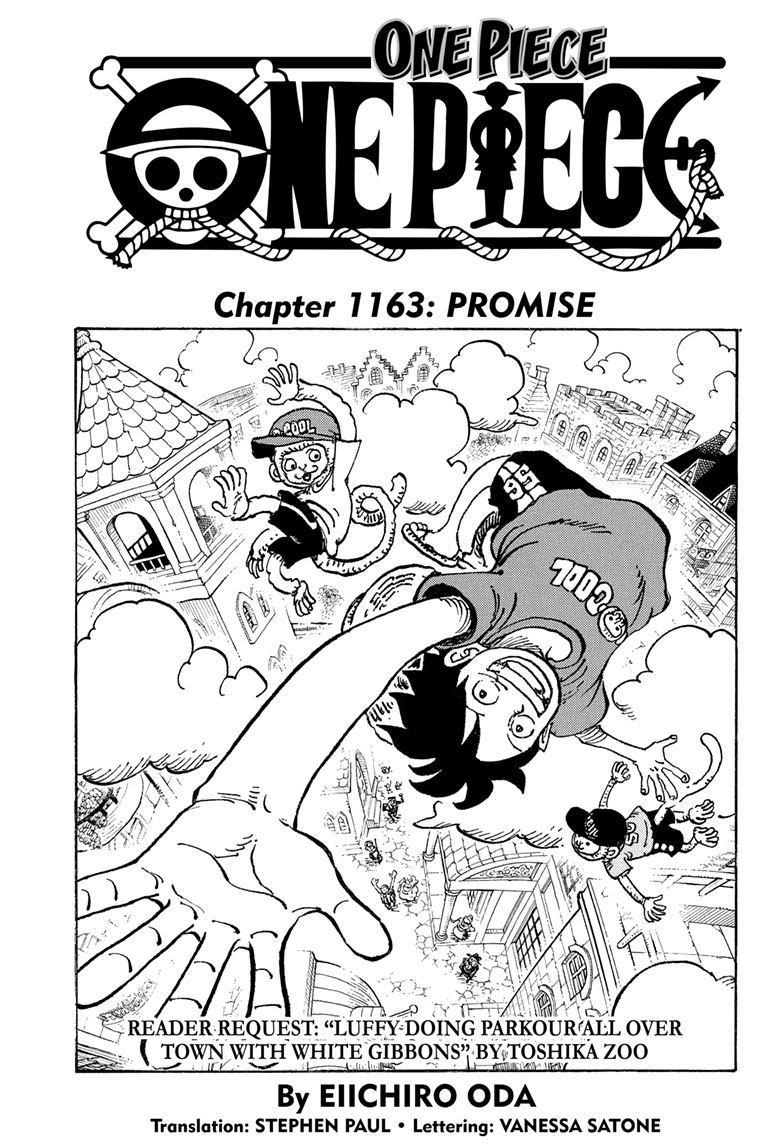 ONE PIECE
ONE PIECE
Chapter 1163: PROMISE
COOL
COOL
READER REQUEST: “LUFFY DOING PARKOUR ALL OVER
TOWN WITH WHITE GIBBONS” BY TOSHIKA ZOO
By EIICHIRO ODA
Translation: STEPHEN PAUL • Lettering: VANESSA SATONE